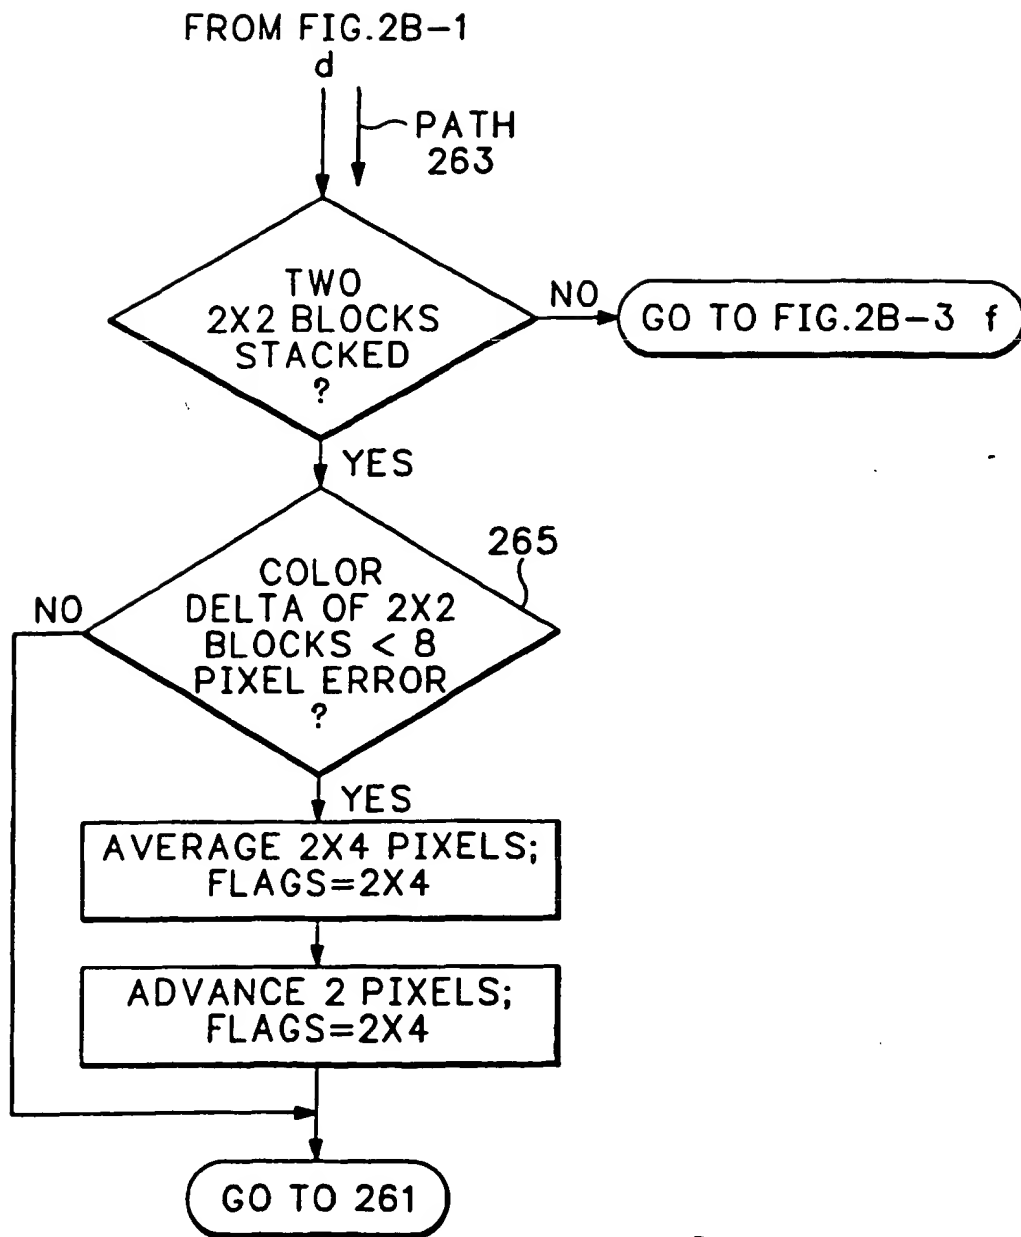 FROM FIG.2B-1
d
PATH
263
TWO
2X2 BLOCKS
STACKED
?
NO
GO TO FIG.2B-3 f
YES
265
COLOR
DELTA OF 2X2
BLOCKS < 8
PIXEL ERROR
?
NO
YES
AVERAGE 2X4 PIXELS;
FLAGS=2X4
ADVANCE 2 PIXELS;
FLAGS=2X4
GO TO 261